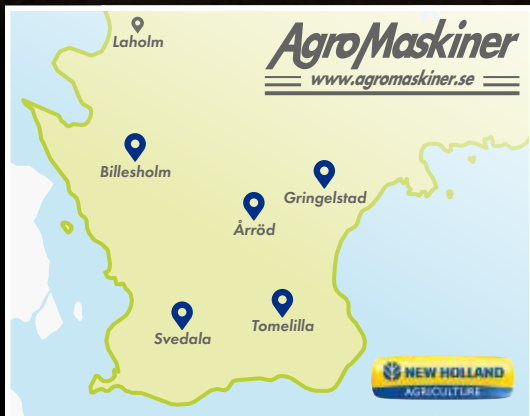 AgroMaskiner
www.agromaskiner.se
Laholm
Billesholm
Gringelstad
Årröd
Svedala
Tomelilla
NEW HOLLAND
AGRICULTURE